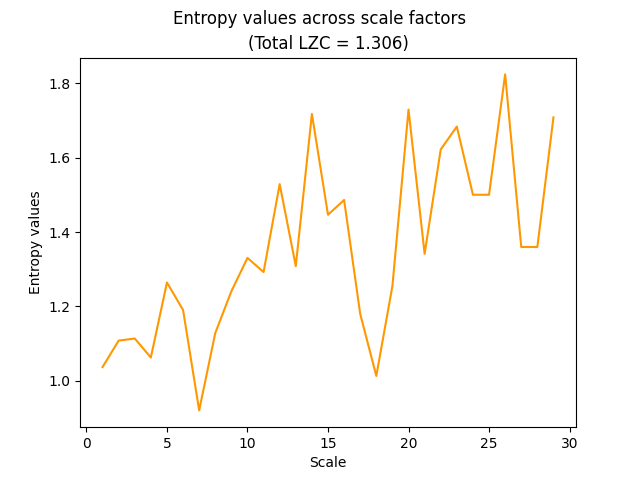 Entropy values across scale factors
(Total LZC = 1.306)
1.8
1.6
1.4
1.2
1.0
Entropy values
0 5 10 15 20 25 30
Scale